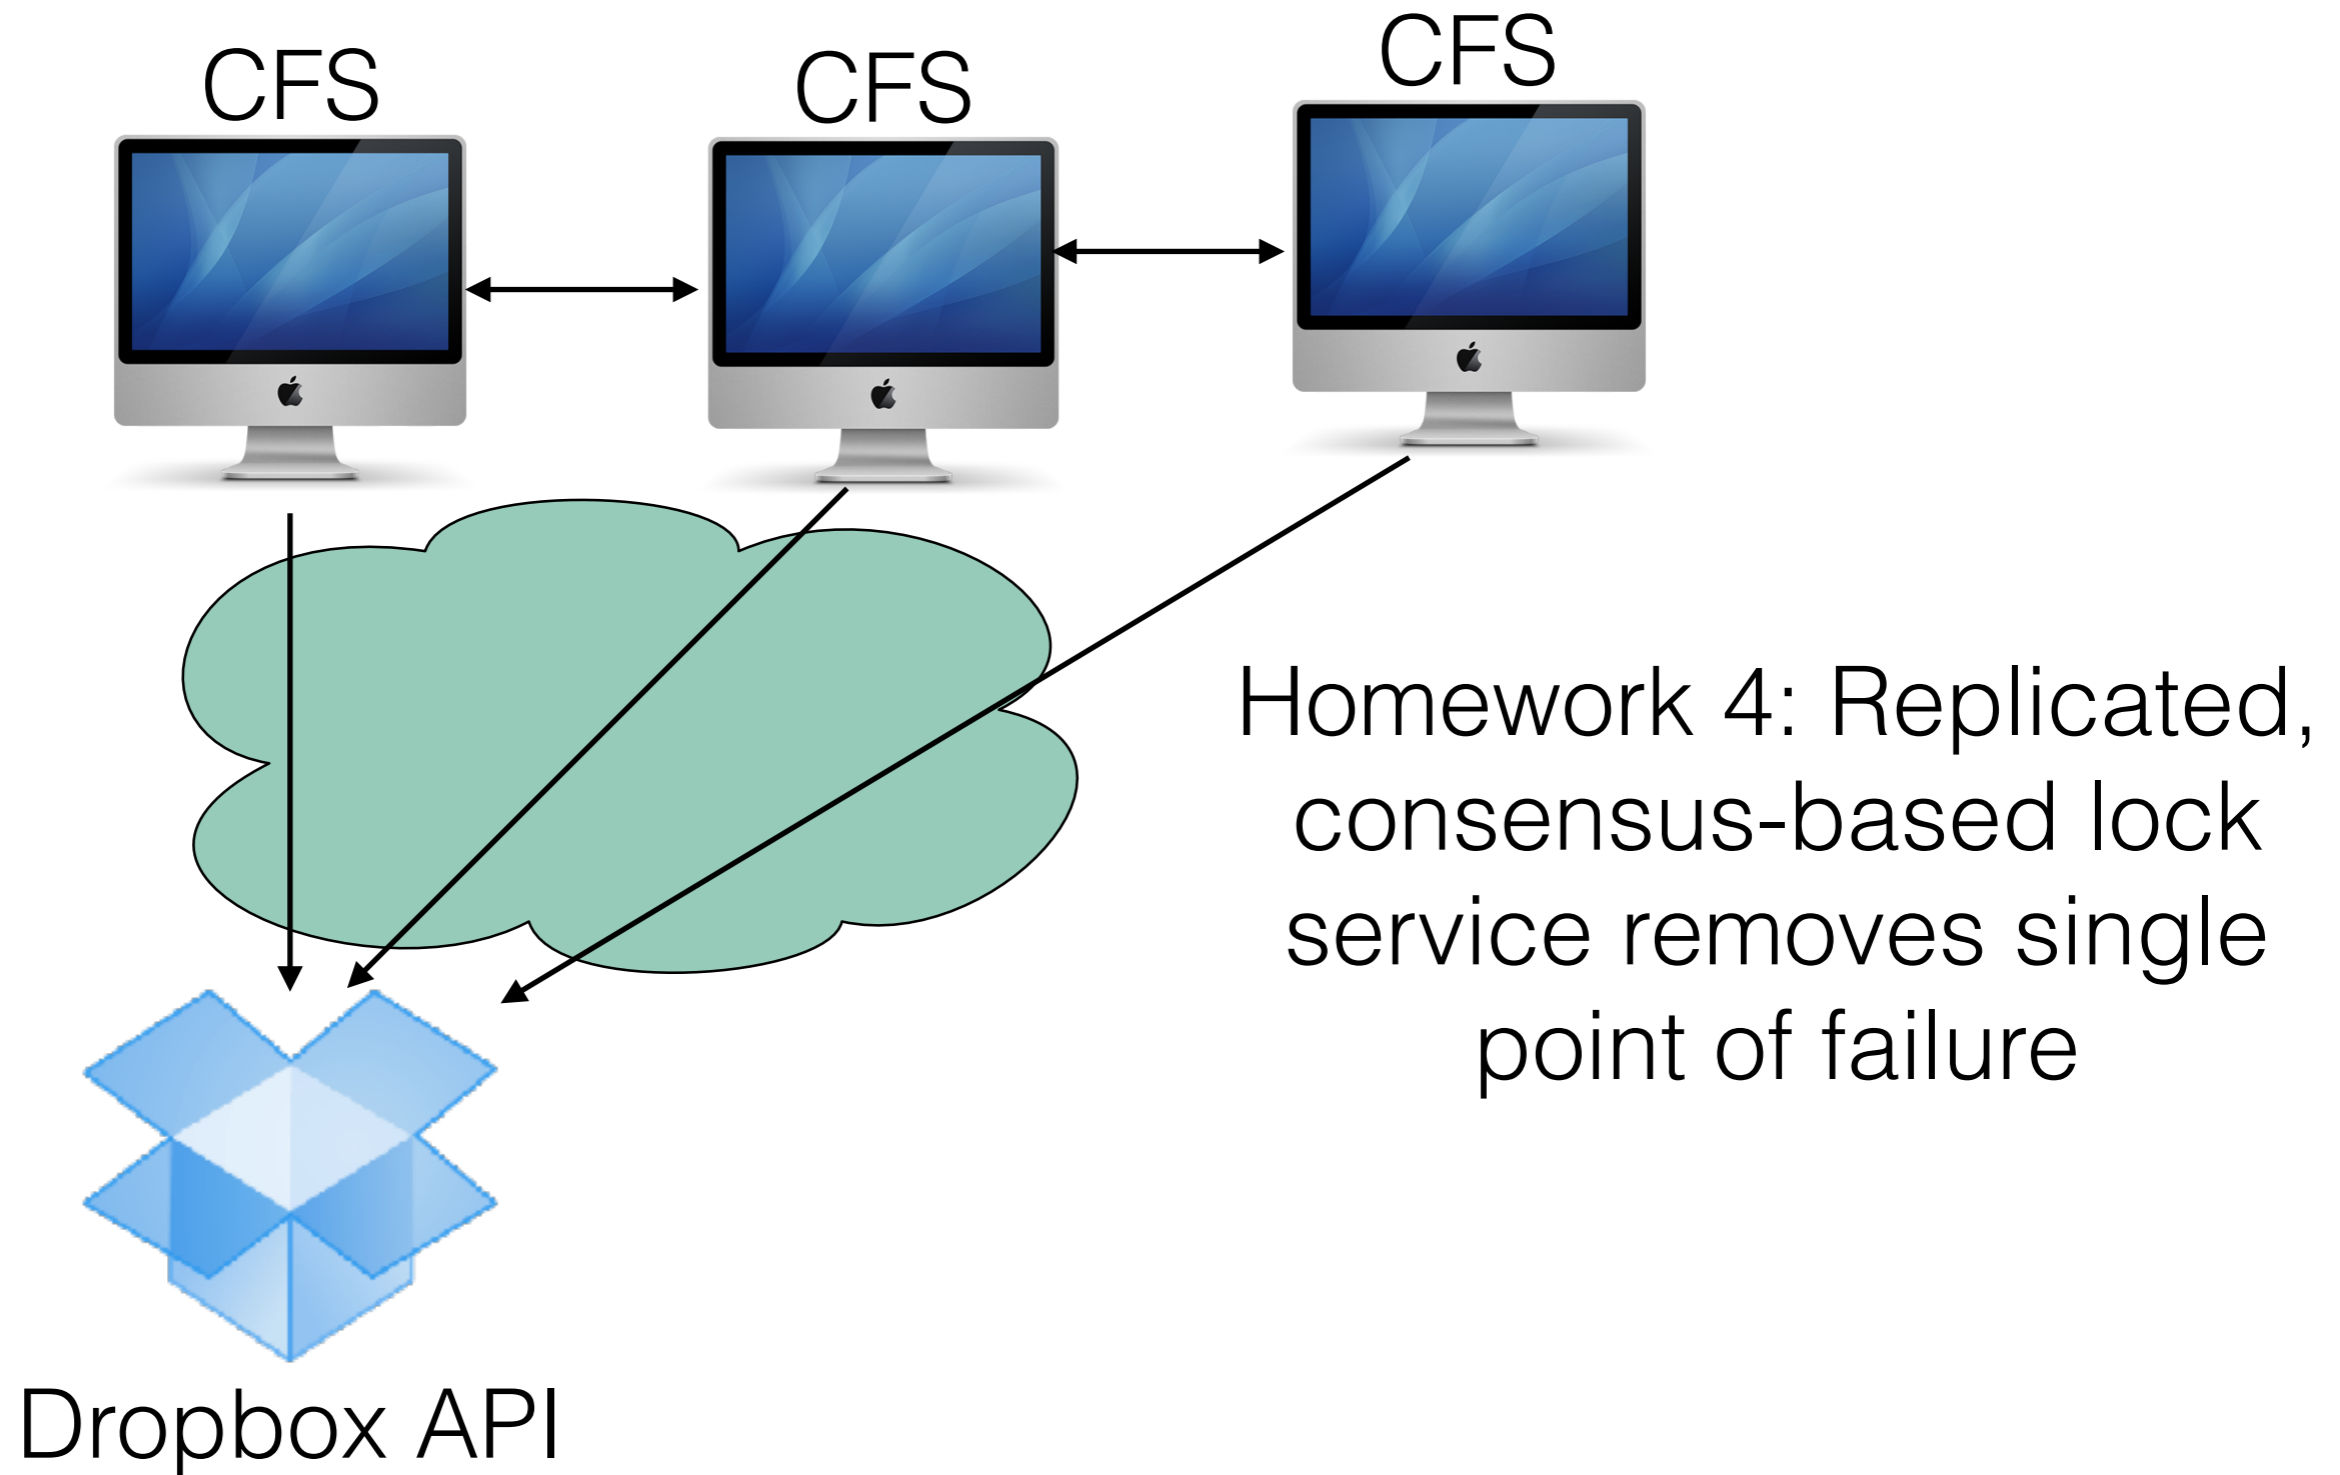 CFS
CFS
CFS
Homework 4: Replicated,
consensus-based lock
service removes single
point of failure
Dropbox API